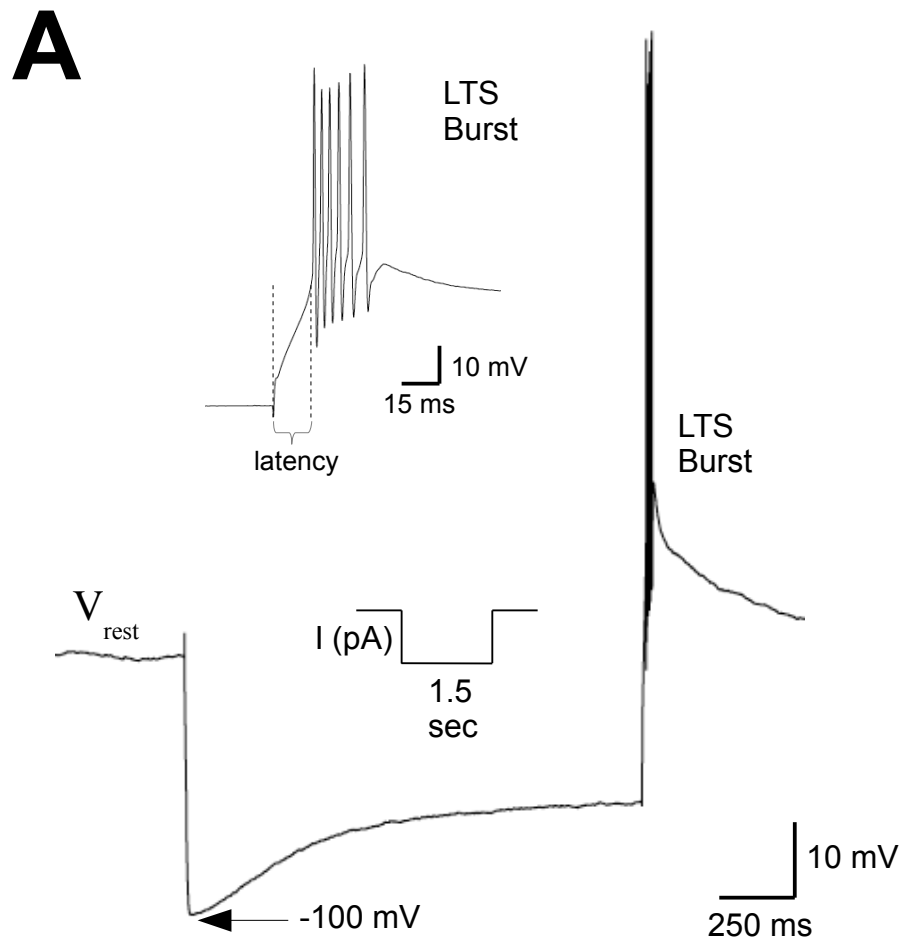 A
LTS
Burst
10 mV
15 ms
latency
LTS
Burst
Vrest
I (pA)
1.5
sec
10 mV
-100 mV
250 ms